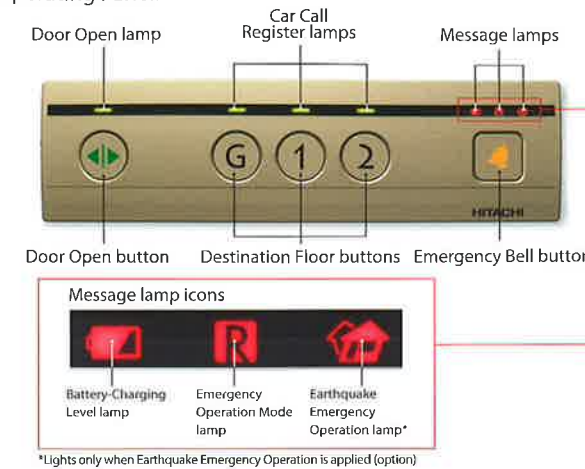 Car Call
Door Open lamp Register lamps Message lamps
G 1 2
HITACHI
Door Open button Destination Floor buttons Emergency Bell button
Message lamp icons
R
Battery-Charging Emergency Earthquake
Level lamp Operation Mode Emergency
lamp Operation lamp*
*Lights only when Earthquake Emergency Operation is applied (option)